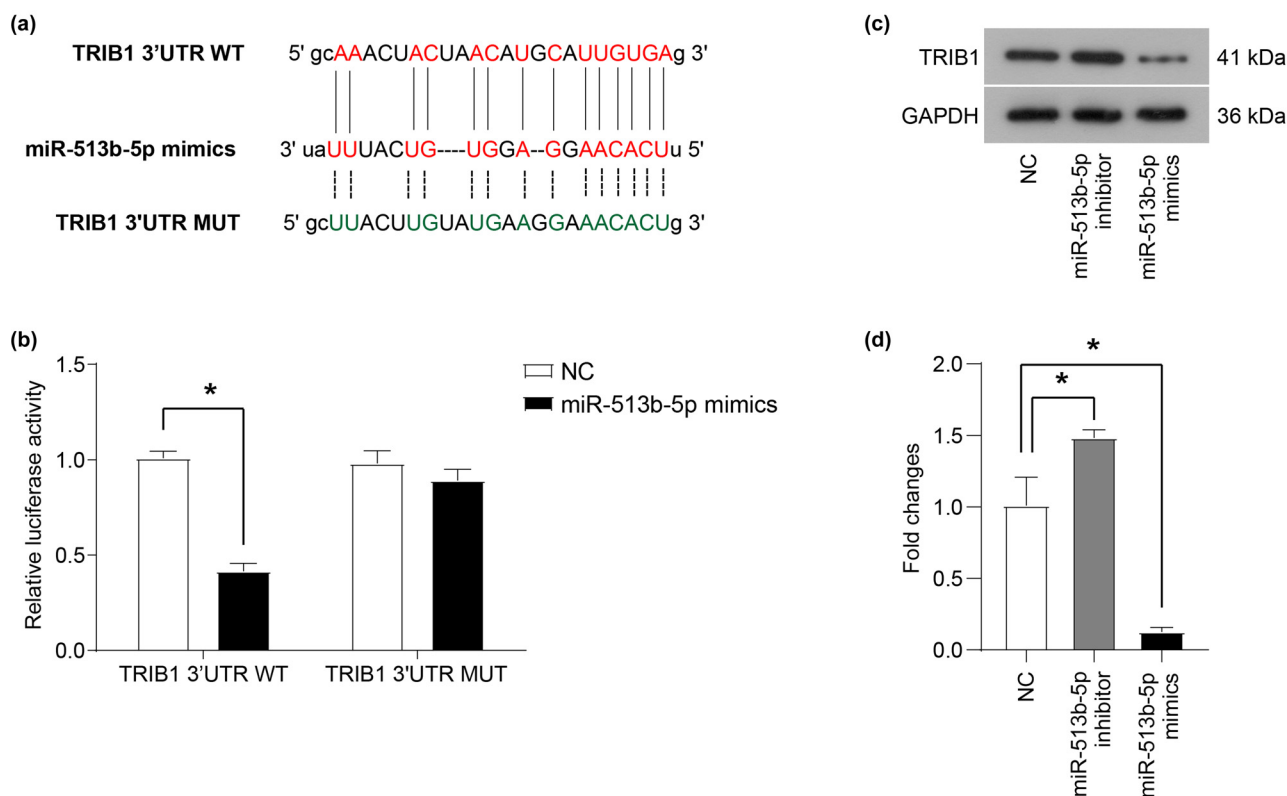 (a)
TRIB1 3’UTR WT 5' gcAAACUACUAACAUGCAUUGUGAg 3'
miR-513b-5p mimics 3' uaUUUACUG----UGGA--GGAACACUu 5'
TRIB1 3'UTR MUT 5' gcUUACUUGUAUGAAGGAAACACUg 3'
(b)
Relative luciferase activity
1.5
1.0
0.5
0.0
*
NC
miR-513b-5p mimics
TRIB1 3’UTR WT TRIB1 3’UTR MUT
(c)
TRIB1 41 kDa
GAPDH 36 kDa
NC
miR-513b-5p
inhibitor
miR-513b-5p
mimics
(d)
Fold changes
2.0
1.5
1.0
0.5
0.0
*
*
NC
miR-513b-5p
inhibitor
miR-513b-5p
mimics